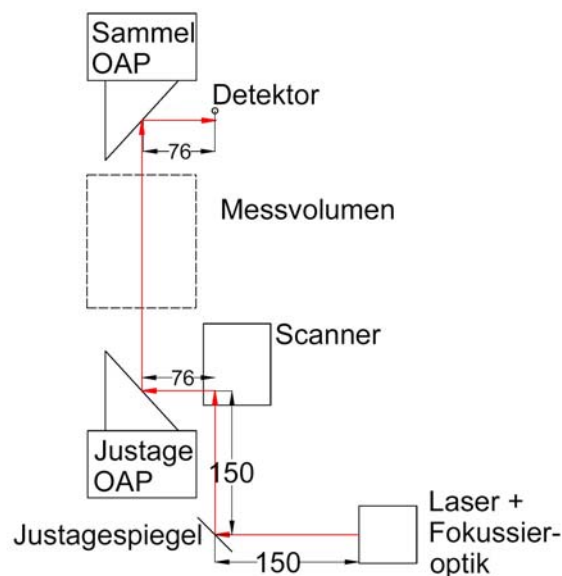 Sammel
OAP
Detektor
76
Messvolumen
Scanner
76
Justage
OAP
150
Justagespiegel
150
Laser +
Fokussier-
optik